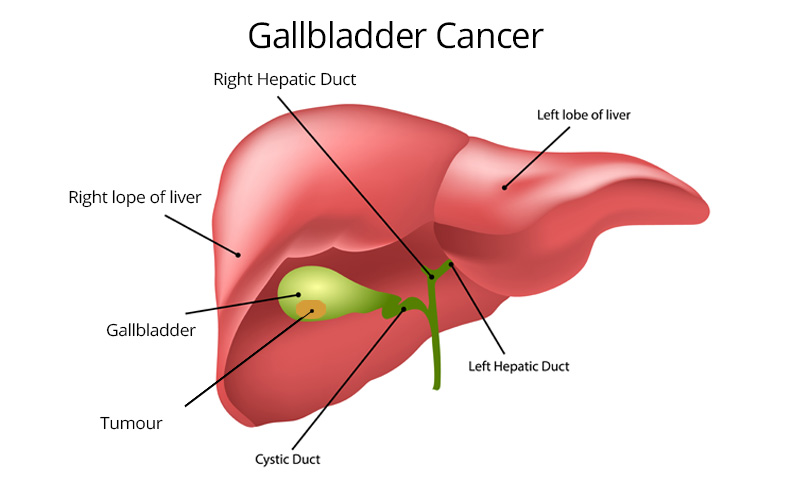 Gallbladder Cancer
Right Hepatic Duct
Left lobe of liver
Right lope of liver
Gallbladder
Left Hepatic Duct
Tumour
Cystic Duct